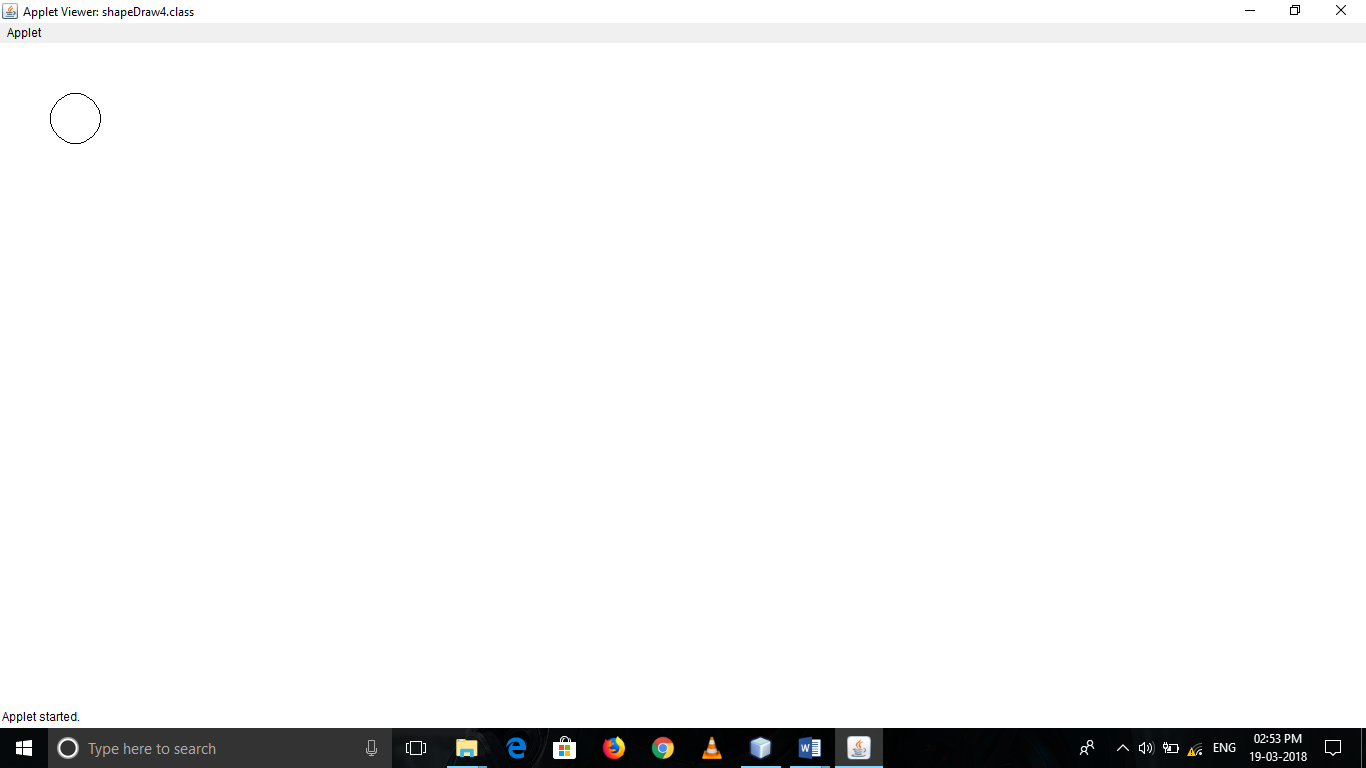 Applet Viewer: shapeDraw4.class
Applet
Applet started.
Type here to search
ENG
02:53 PM
19-03-2018